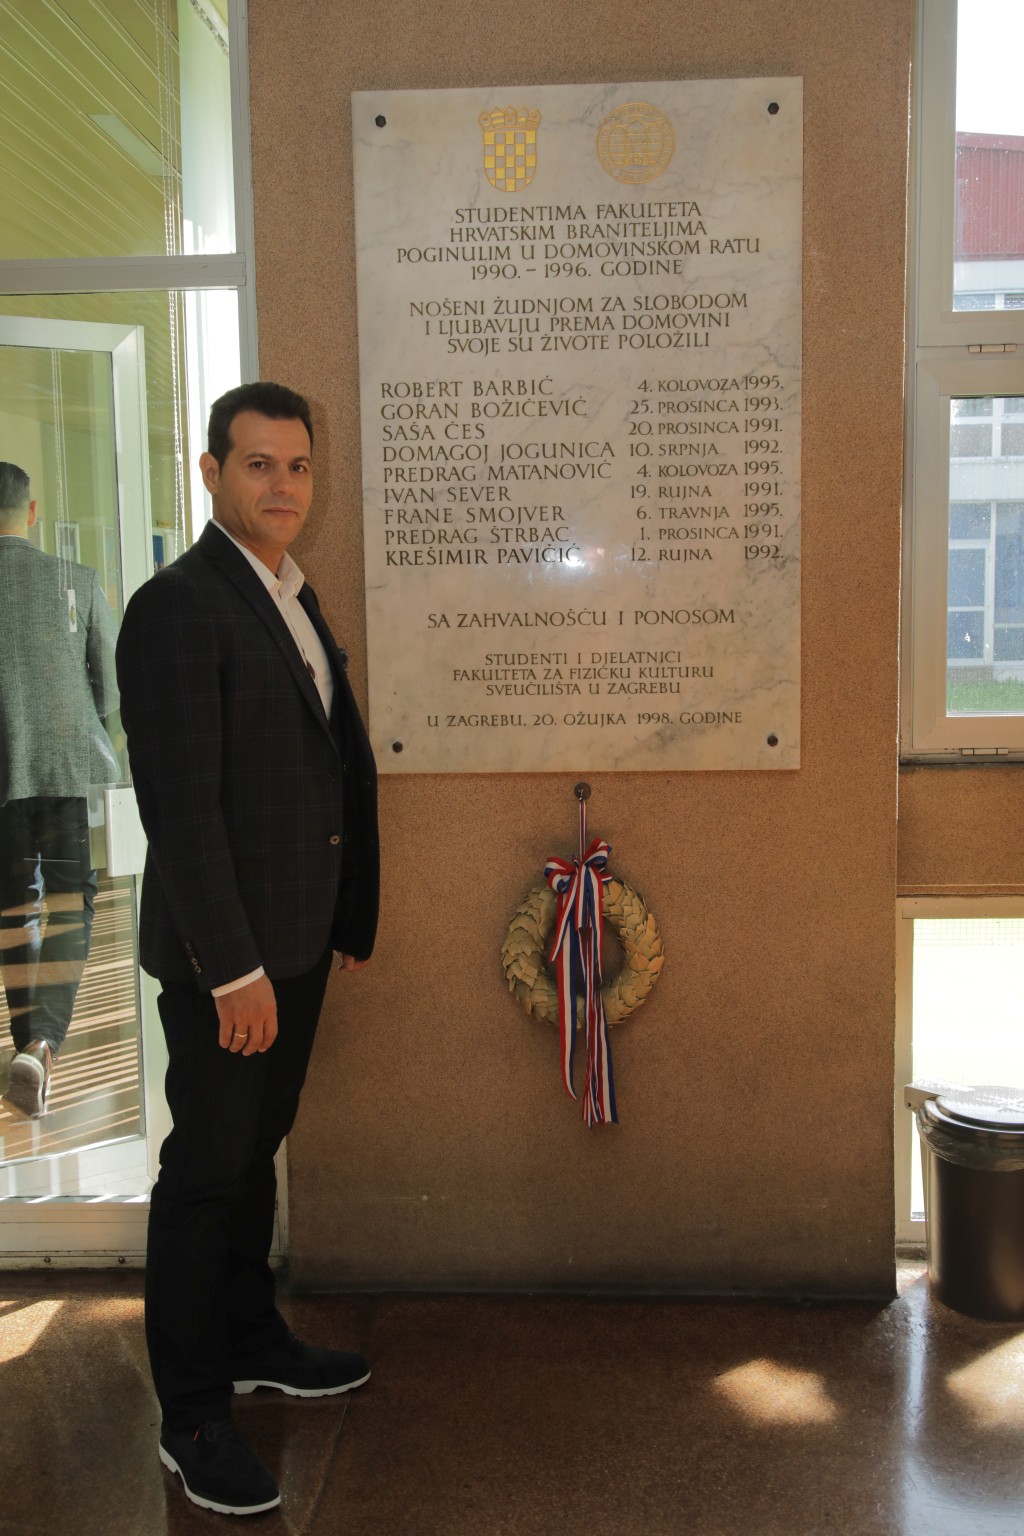 STUDENTIMA FAKULTETA
HRVATSKIM BRANITELJIMA
POGINULIM U DOMOVINSKOM RATU
1990. – 1996. GODINE
NOŠENI ŽUDNJOM ZA SLOBODOM
I LJUBAVLJU PREMA DOMOVINI
SVOJE SU ŽIVOTE POLOŽILI
ROBERT BARBIĆ 4. KOLOVOZA 1995.
GORAN BOŽIČEVIĆ 25. PROSINCA 1993.
SAŠA ČES 20. PROSINCA 1991.
DOMAGOJ JOGUNICA 10. SRPNJA 1992.
PREDRAG MATANOVIĆ 4. KOLOVOZA 1995.
IVAN SEVER 19. RUJNA 1991.
FRANE SMOJVER 6. TRAVNJA 1995.
PREDRAG ŠTRBAC 1. PROSINCA 1991.
KREŠIMIR PAVIČIĆ 12. RUJNA 1992.
SA ZAHVALNOŠĆU I PONOSOM
STUDENTI I DJELATNICI
FAKULTETA ZA FIZIČKU KULTURU
SVEUČILIŠTA U ZAGREBU
U ZAGREBU, 20. OŽUJKA 1998. GODINE